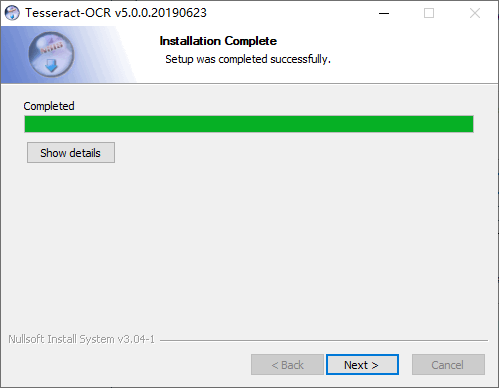 Tesseract-OCR v5.0.0.20190623
Installation Complete
Setup was completed successfully.
Completed
Show details
Nullsoft Install System v3.04-1
< Back
Next >
Cancel